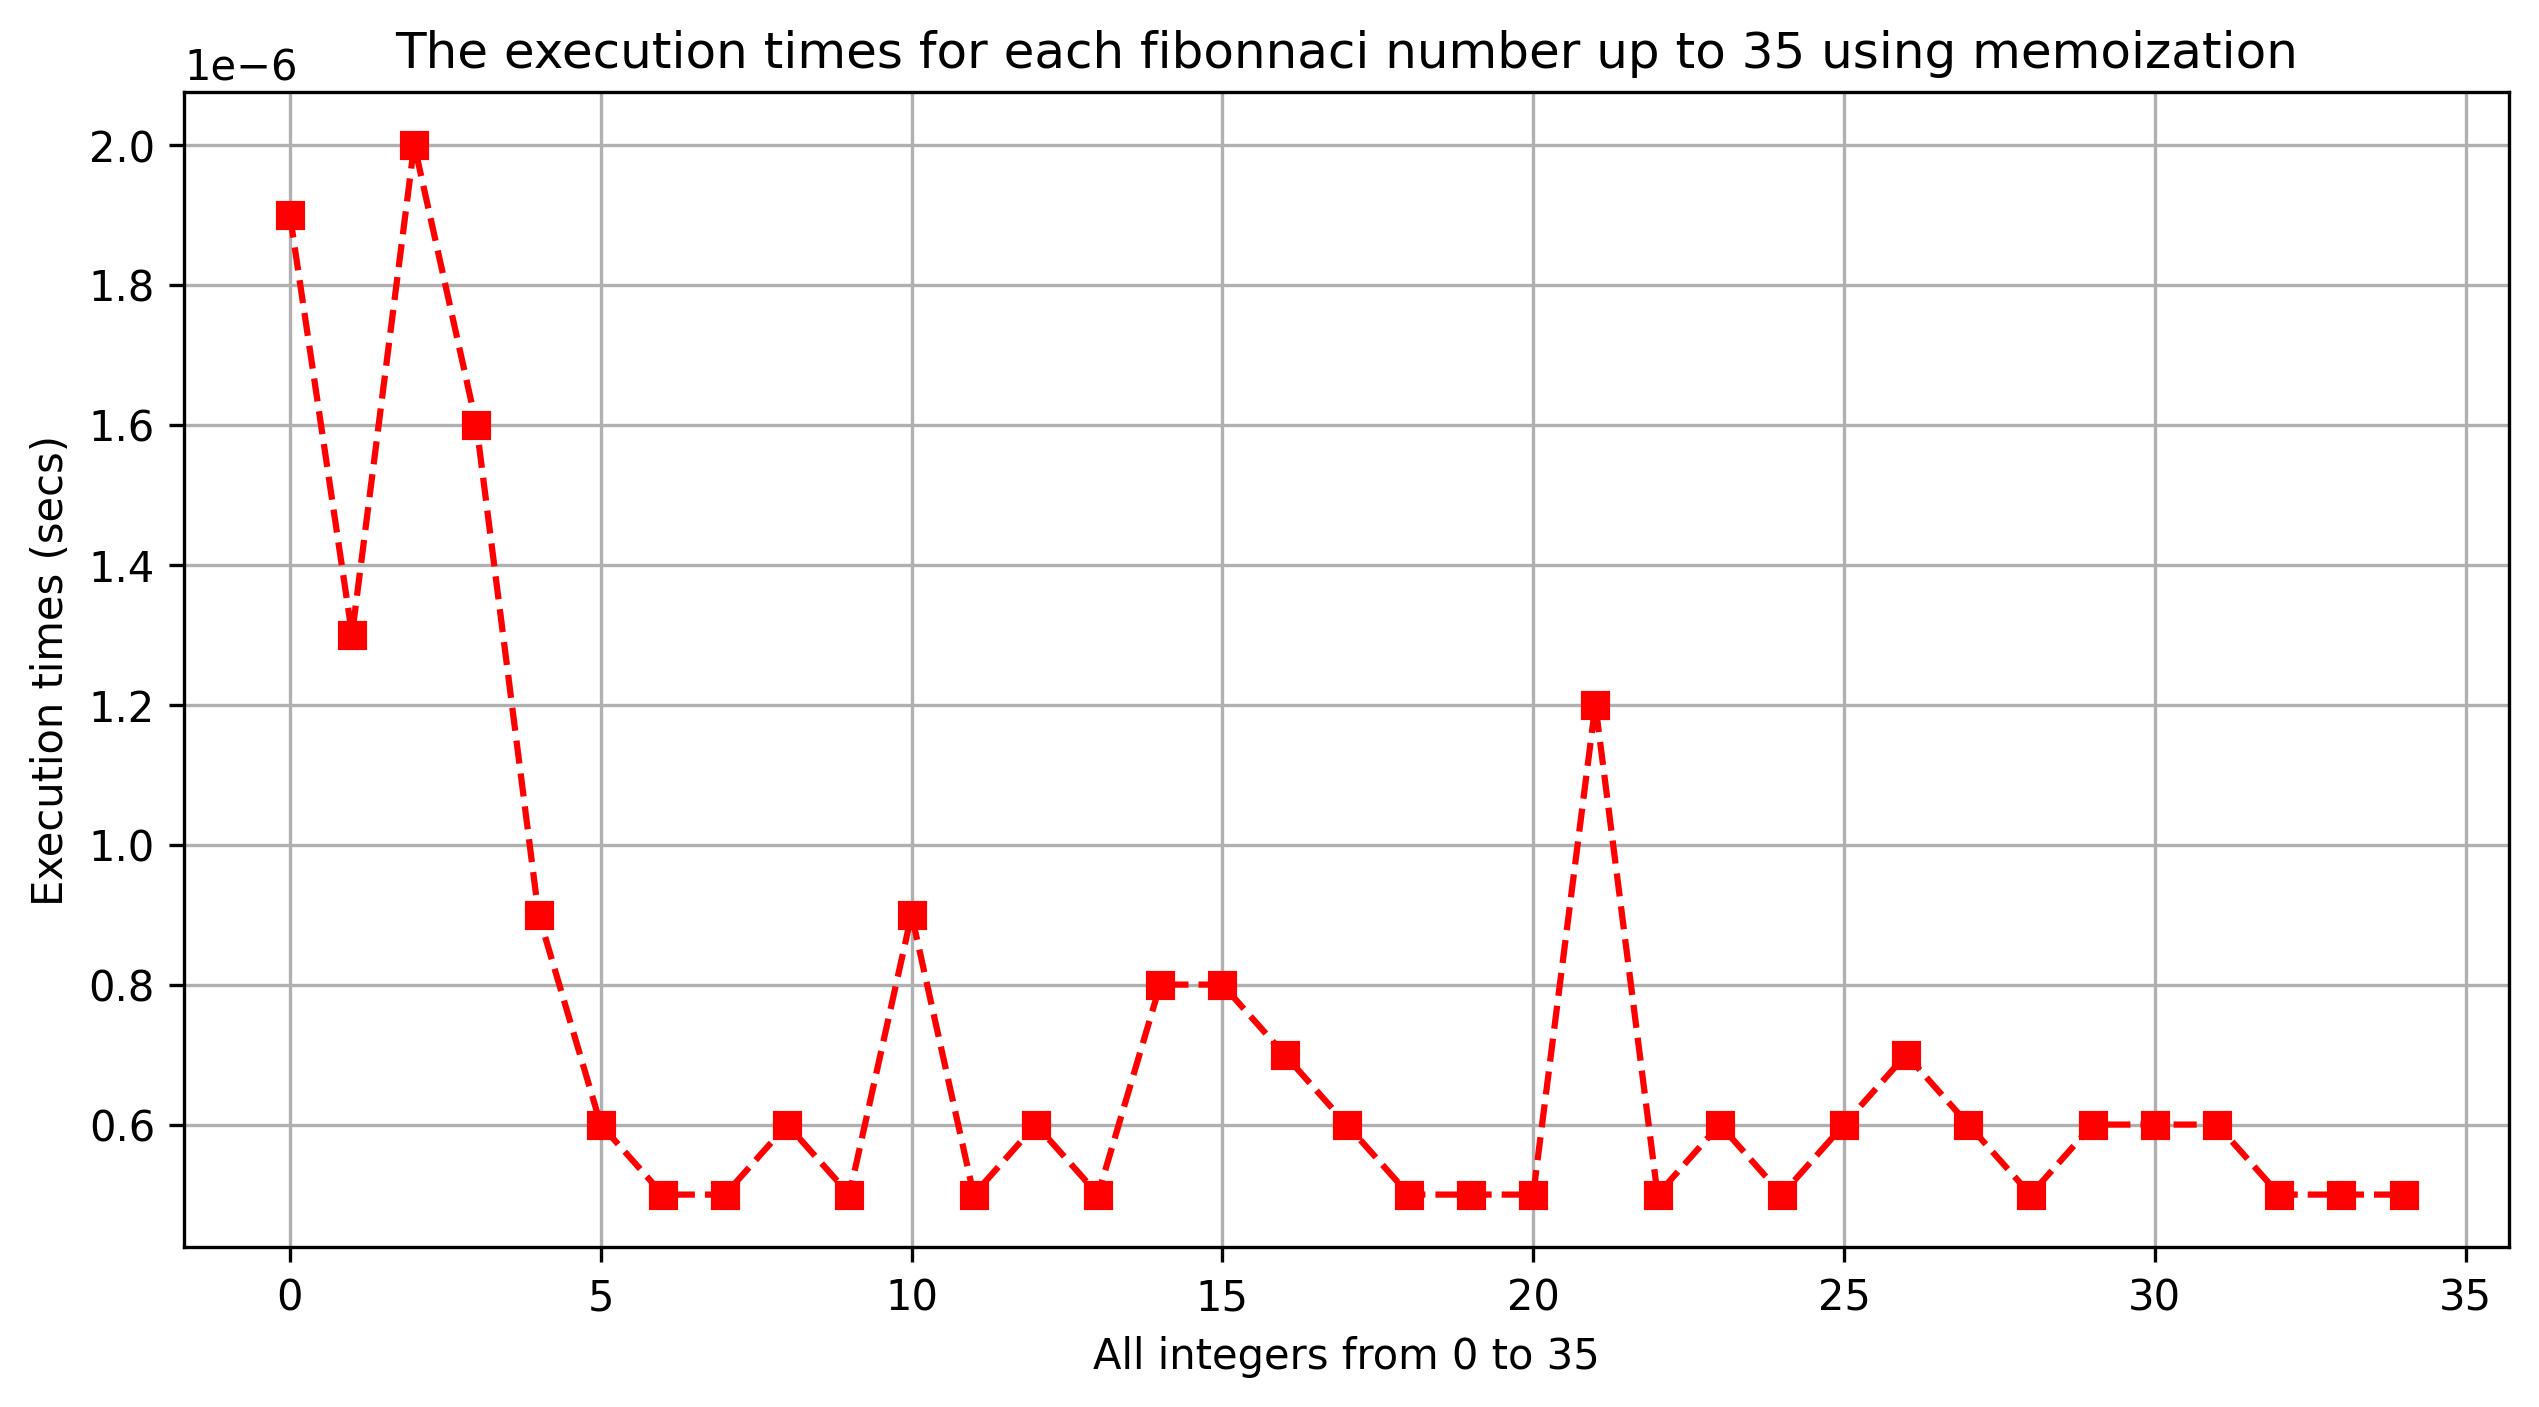 The execution times for each fibonnaci number up to 35 using memoization
1e−6
2.0
1.8
1.6
1.4
1.2
1.0
0.8
0.6
Execution times (secs)
0 5 10 15 20 25 30 35
All integers from 0 to 35